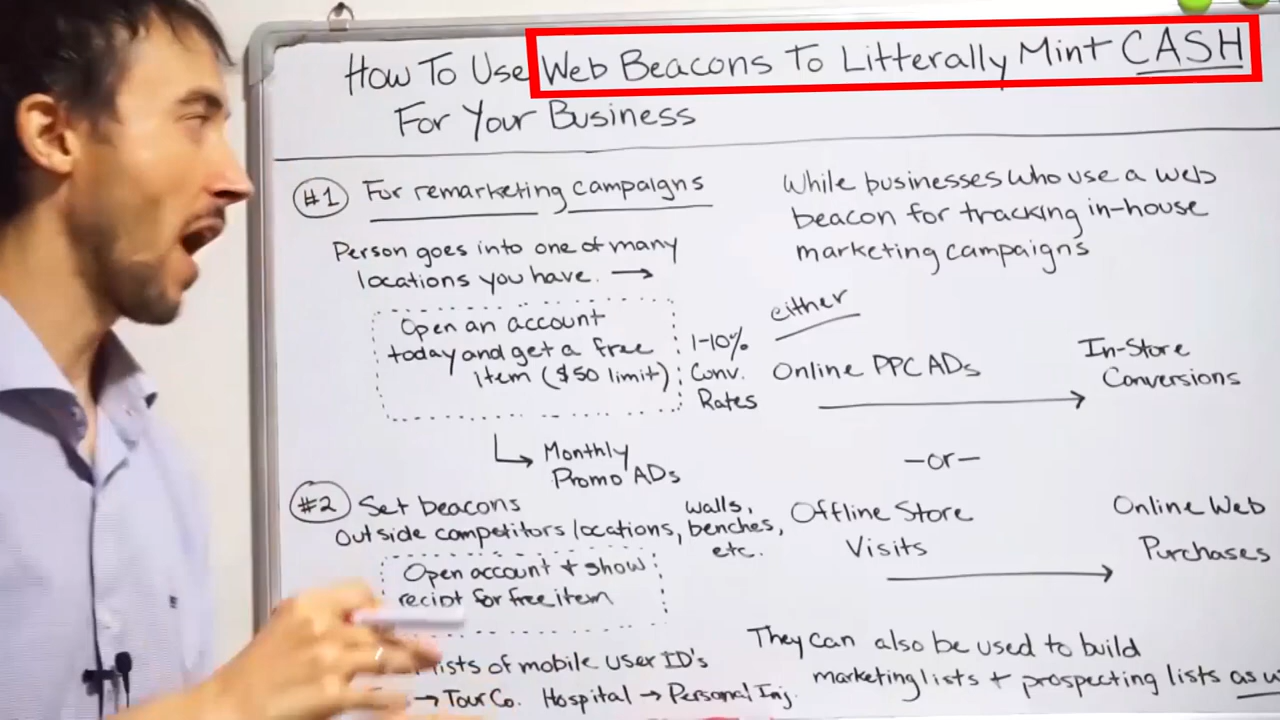 How To Use Web Beacons To Litterally Mint CASH
For Your Business
#1 For remarketing campaigns
Person goes into one of many
locations you have. →
Open an account
today and get a free
item ($50 limit)
1-10%
Conv.
Rates
Monthly
Promo ADs
#2 Set beacons
outside competitors locations,
walls,
benches,
etc.
Open account + show
recipt for free item
lists of mobile user ID's
→ Tour Co. Hospital → Personal Inj.
While businesses who use a web
beacon for tracking in-house
marketing campaigns
either
Online PPC ADs
In-Store
Conversions
-or-
Offline Store
Visits
Online Web
Purchases
They can also be used to build
marketing lists + prospecting lists as